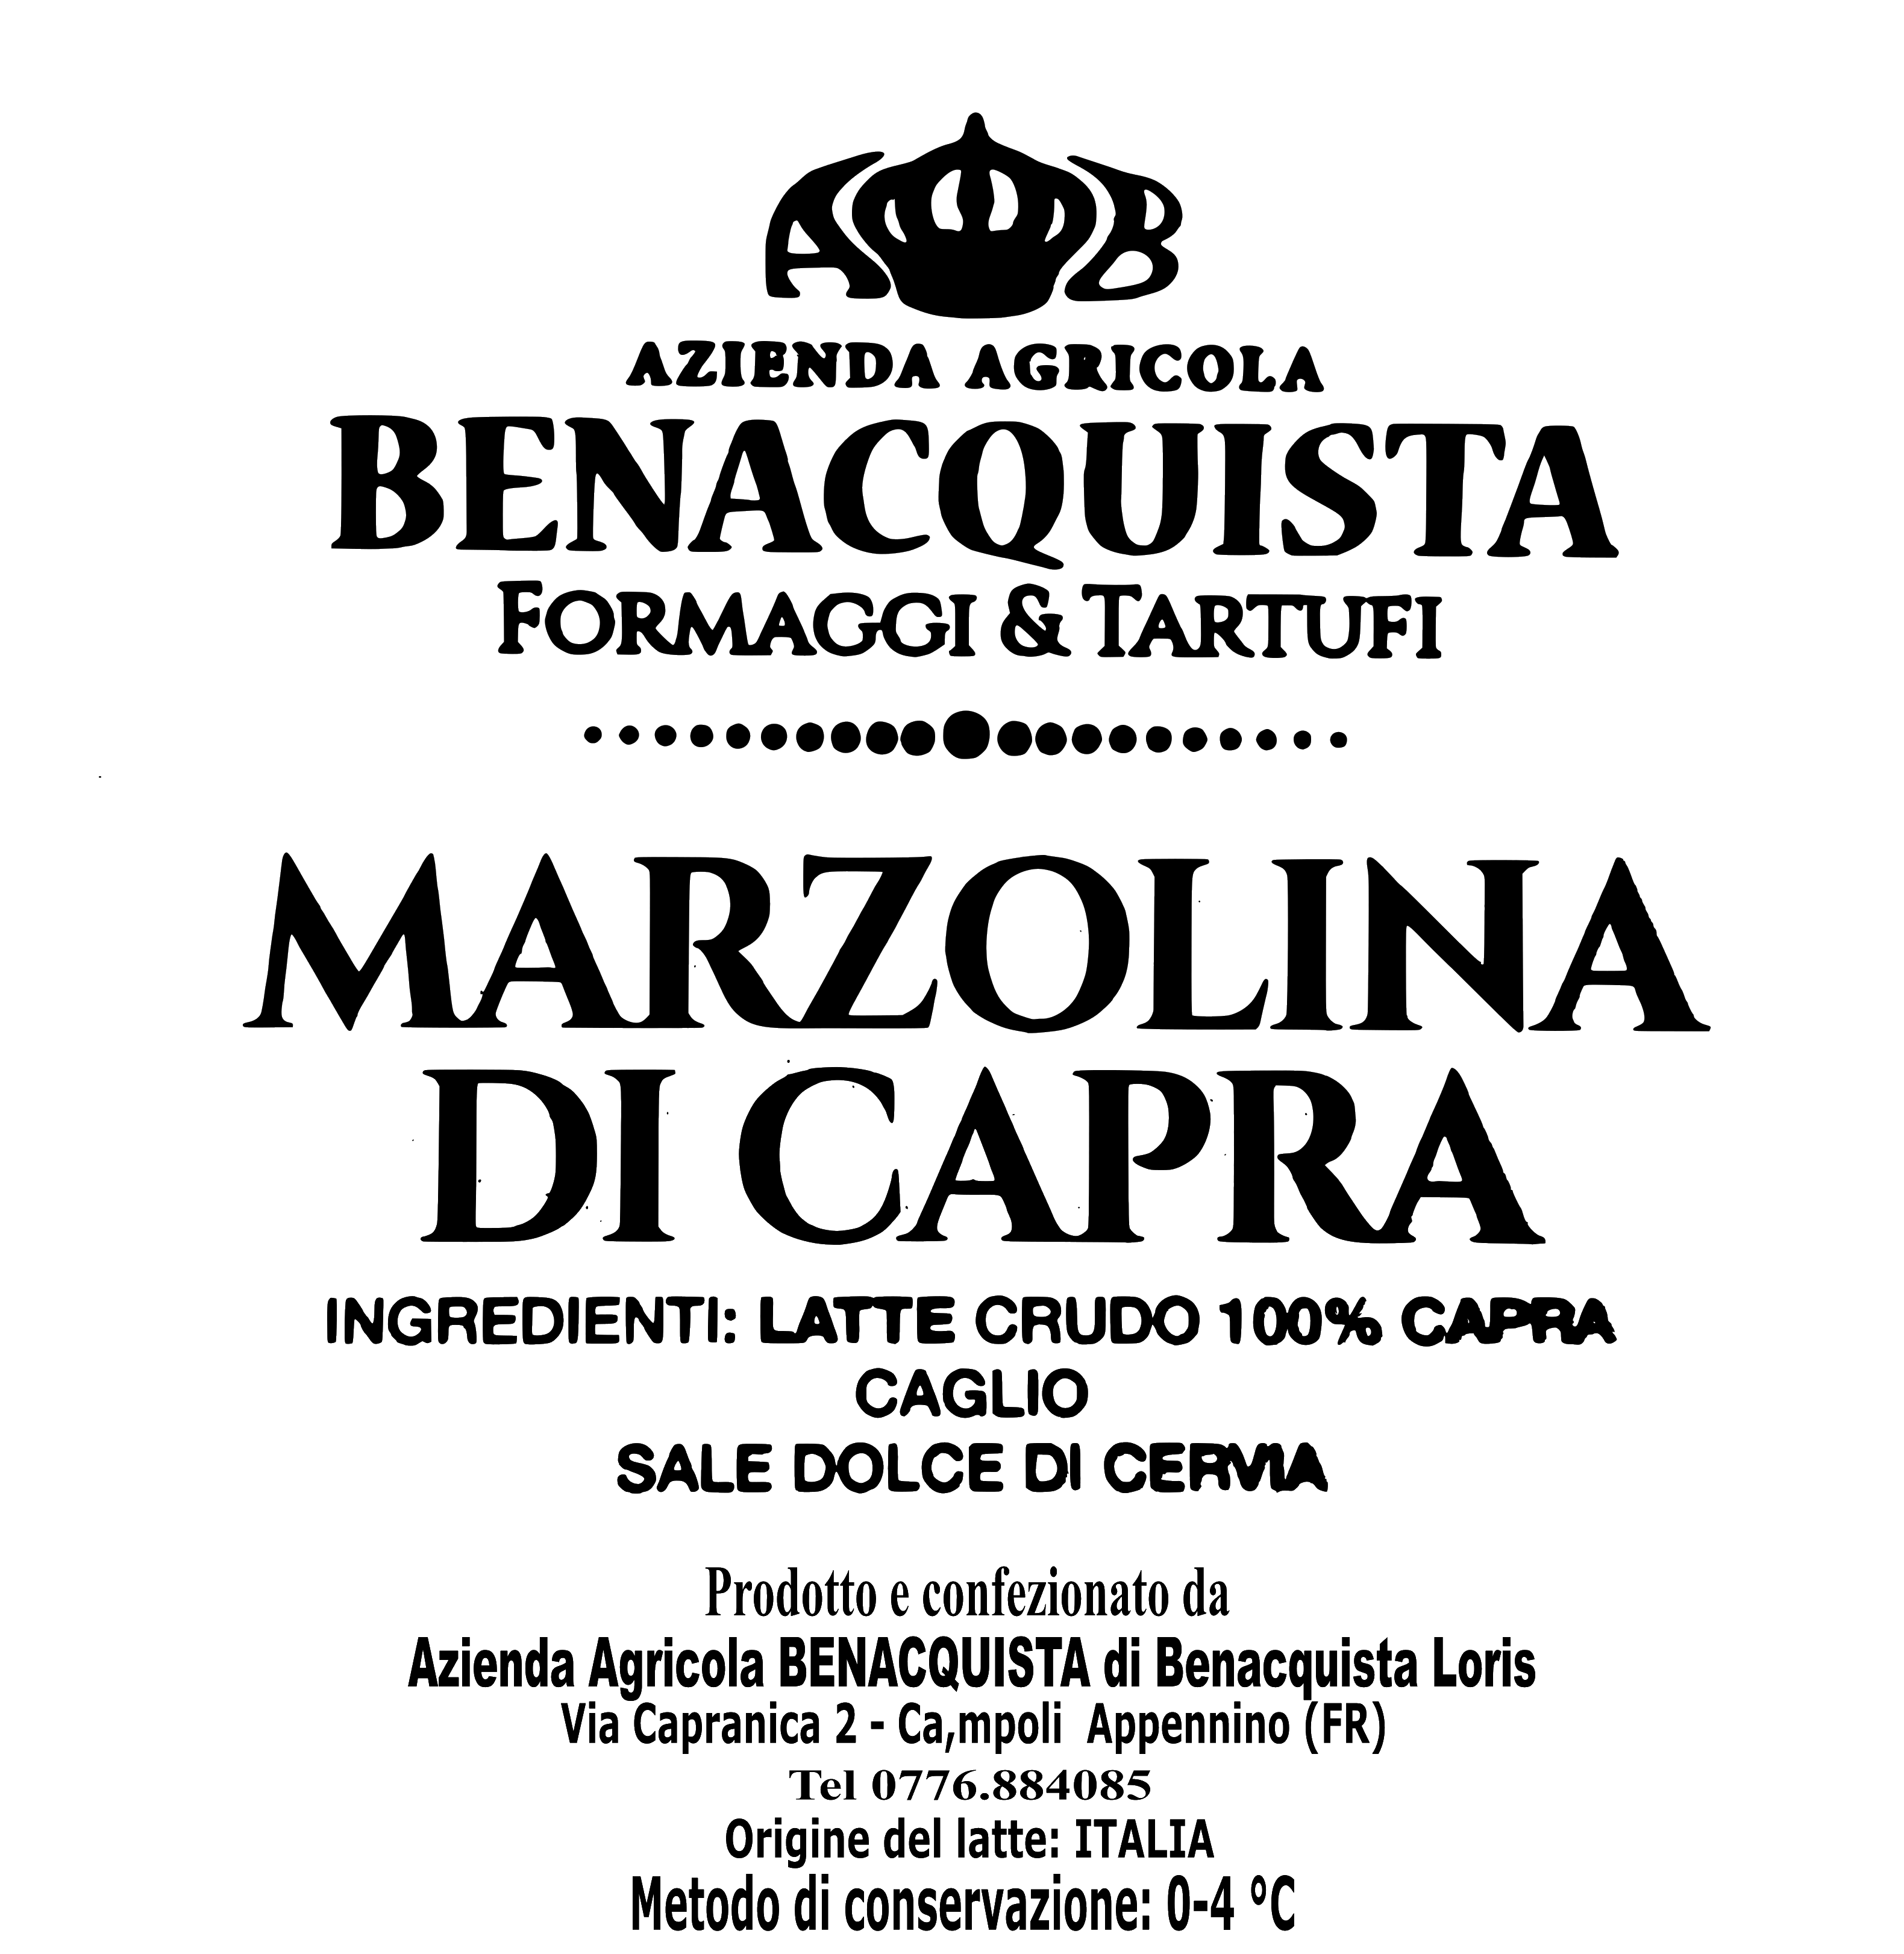 AB
AZIENDA AGRICOLA
BENACQUISTA
FORMAGGI & TARTUFI
MARZOLINA
DI CAPRA
INGREDIENTI: LATTE CRUDO 100% CAPRA
CAGLIO
SALE DOLCE DI CERVIA
Prodotto e confezionato da
Azienda Agricola BENACQUISTA di Benacquista Loris
Via Capranica 2 - Ca,mpoli Appennino (FR)
Tel 0776.884085
Origine del latte: ITALIA
Metodo di conservazione: 0-4 °C